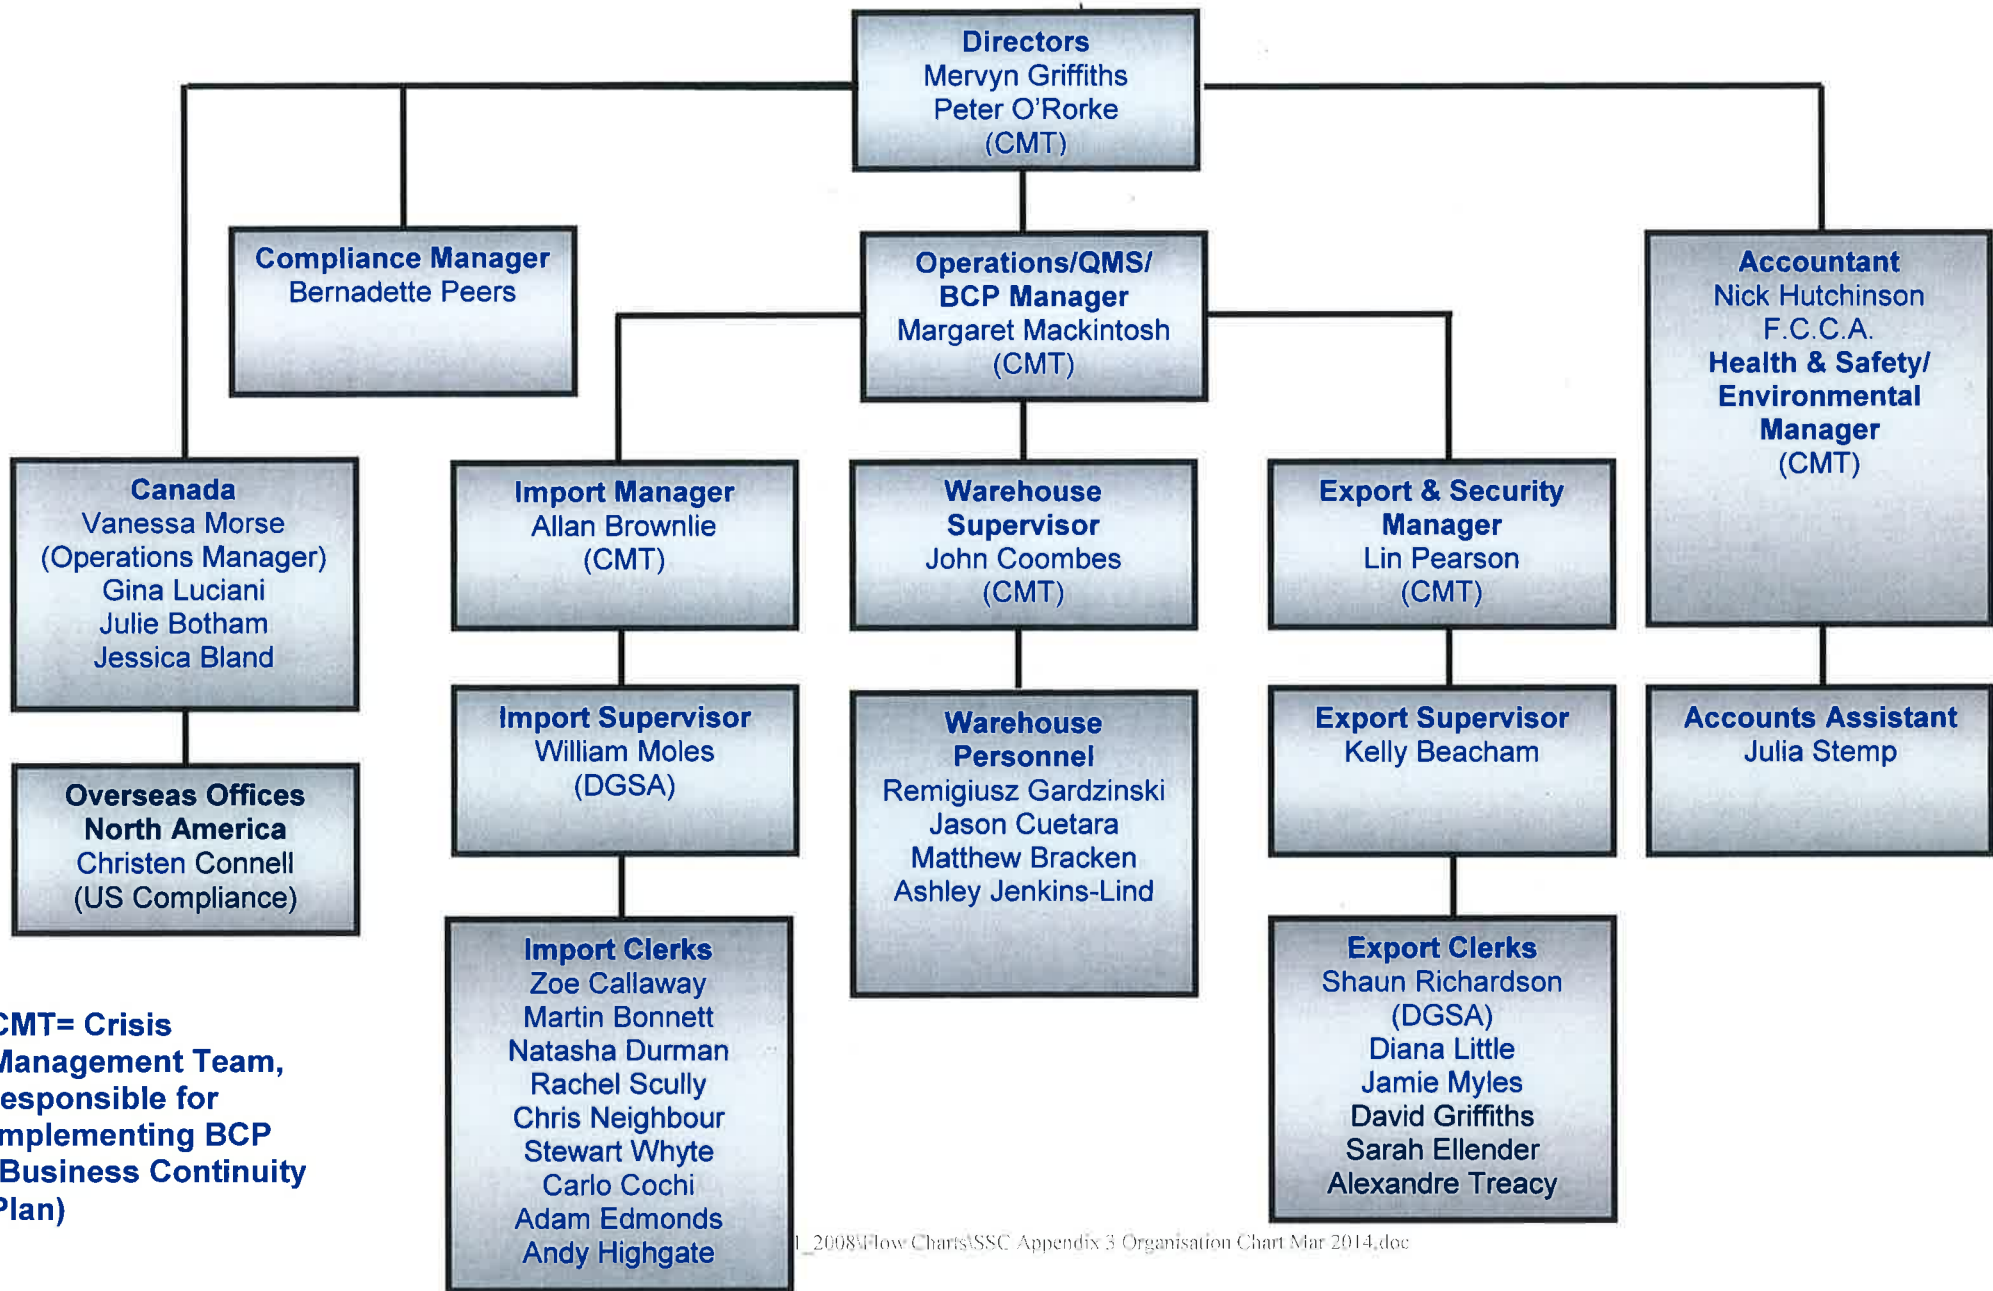 Directors
Mervyn Griffiths
Peter O'Rorke
(CMT)
Compliance Manager
Bernadette Peers
Operations/QMS/
BCP Manager
Margaret Mackintosh
(CMT)
Accountant
Nick Hutchinson
F.C.C.A.
Health & Safety/
Environmental
Manager
(CMT)
Canada
Vanessa Morse
(Operations Manager)
Gina Luciani
Julie Botham
Jessica Bland
Import Manager
Allan Brownlie
(CMT)
Warehouse
Supervisor
John Coombes
(CMT)
Export & Security
Manager
Lin Pearson
(CMT)
Import Supervisor
William Moles
(DGSA)
Warehouse
Personnel
Remigiusz Gardzinski
Jason Cuetara
Matthew Bracken
Ashley Jenkins-Lind
Export Supervisor
Kelly Beacham
Accounts Assistant
Julia Stemp
Overseas Offices
North America
Christen Connell
(US Compliance)
Import Clerks
Zoe Callaway
Martin Bonnett
Natasha Durman
Rachel Scully
Chris Neighbour
Stewart Whyte
Carlo Cochi
Adam Edmonds
Andy Highgate
Export Clerks
Shaun Richardson
(DGSA)
Diana Little
Jamie Myles
David Griffiths
Sarah Ellender
Alexandre Treacy
CMT= Crisis
Management Team,
esponsible for
mplementing BCP
Business Continuity
Plan)
1_2008\Flow Charts\SSC Appendix 3 Organisation Chart Mar 2014.doc